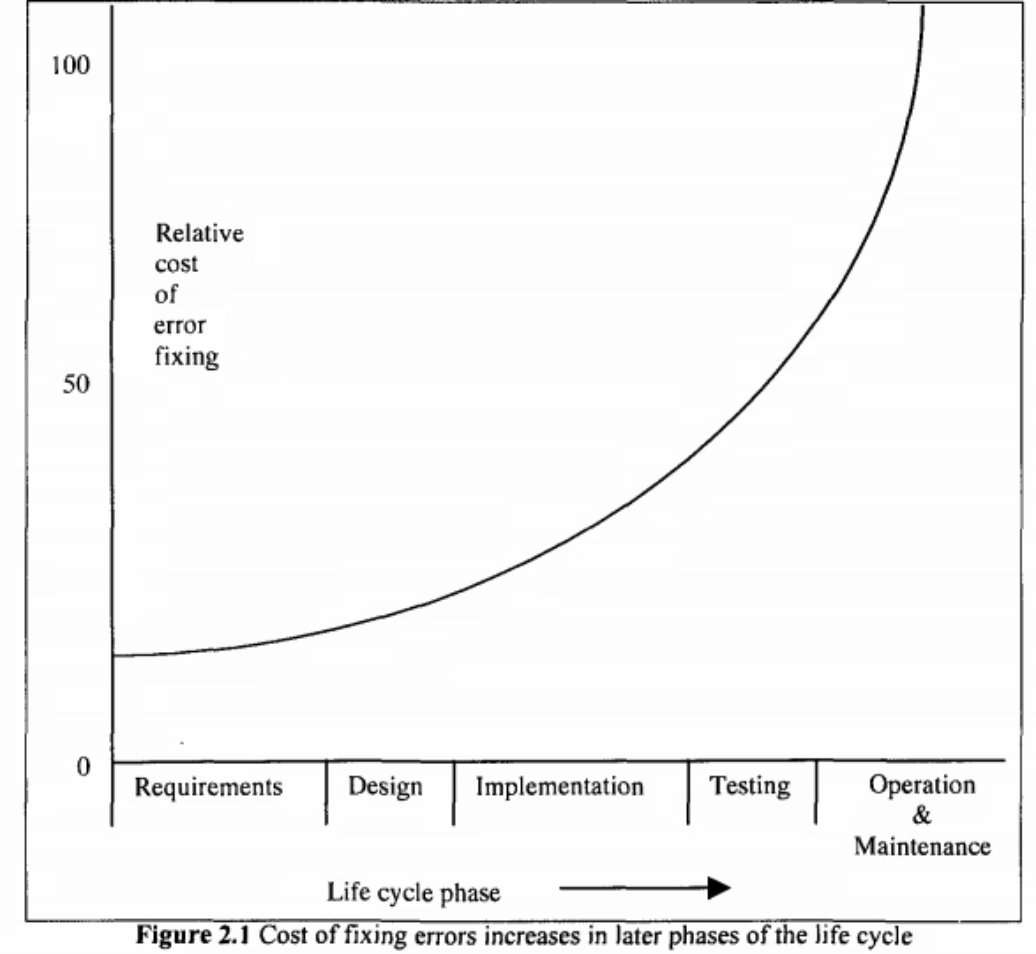 100
Relative
cost
of
error
fixing
50
0
Requirements
Design
Implementation
Testing
Operation
&
Maintenance
Life cycle phase
Figure 2.1 Cost of fixing errors increases in later phases of the life cycle